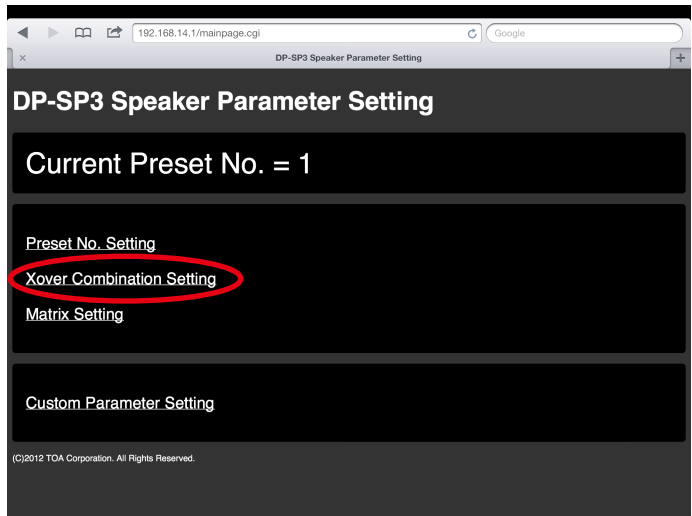 192.168.14.1/mainpage.cgi
Google
DP-SP3 Speaker Parameter Setting
DP-SP3 Speaker Parameter Setting
Current Preset No. = 1
Preset No. Setting
Xover Combination Setting
Matrix Setting
Custom Parameter Setting
(C)2012 TOA Corporation. All Rights Reserved.